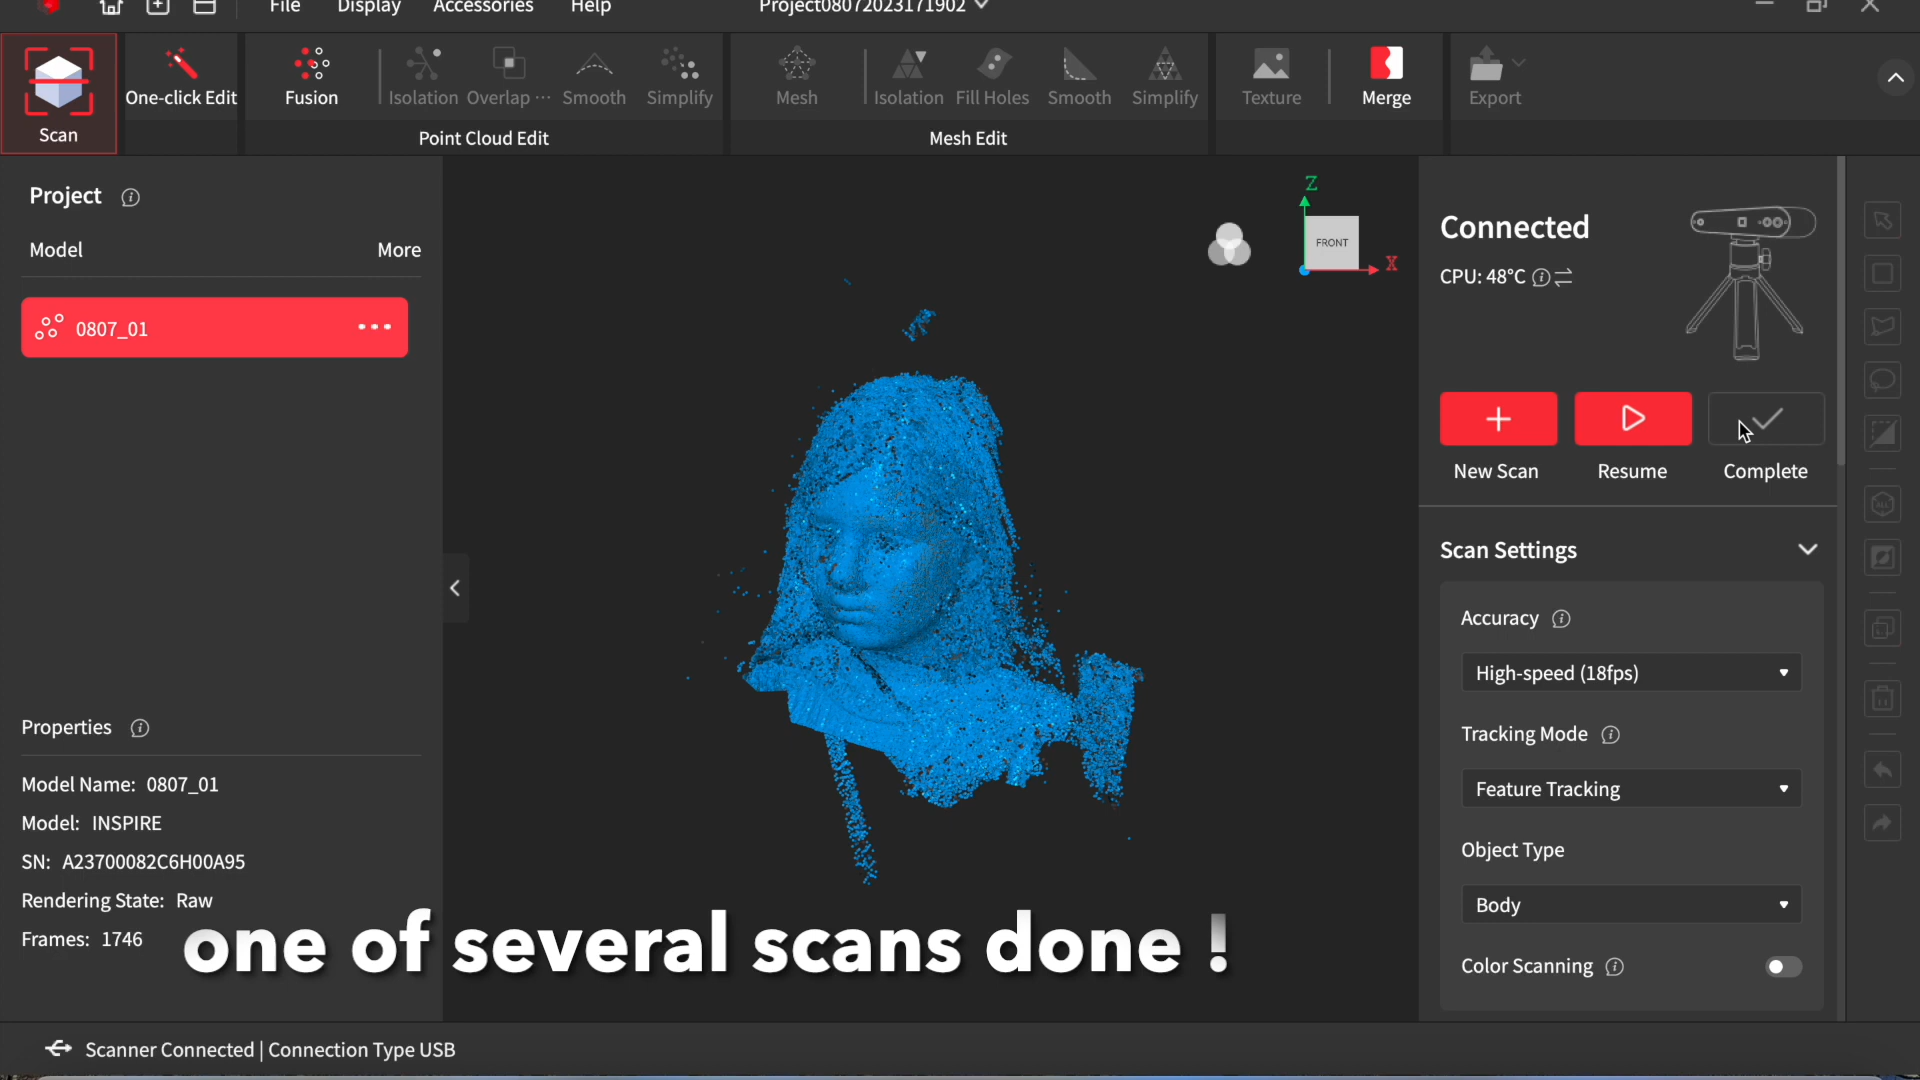 File Display Accessories Help Project08072023171902
Scan
One-click Edit
Fusion Isolation Overlap ··· Smooth Simplify
Point Cloud Edit
Mesh Isolation Fill Holes Smooth Simplify
Mesh Edit
Texture Merge Export
Project
Model More
0807_01
Properties
Model Name: 0807_01
Model: INSPIRE
SN: A23700082C6H00A95
Rendering State: Raw
Frames: 1746
Z
FRONT
X
one of several scans done !
Connected
CPU: 48°C
New Scan Resume Complete
Scan Settings
Accuracy
High-speed (18fps)
Tracking Mode
Feature Tracking
Object Type
Body
Color Scanning
Scanner Connected | Connection Type USB